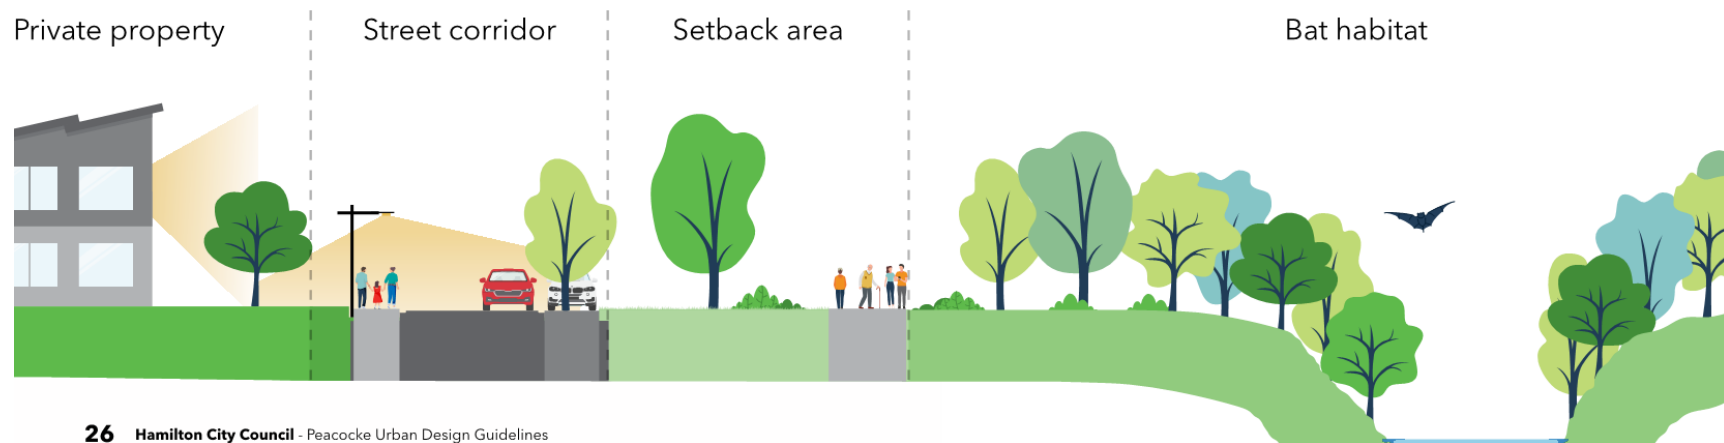 Private property
Street corridor
Setback area
Bat habitat
26 Hamilton City Council - Peacocke Urban Design Guidelines